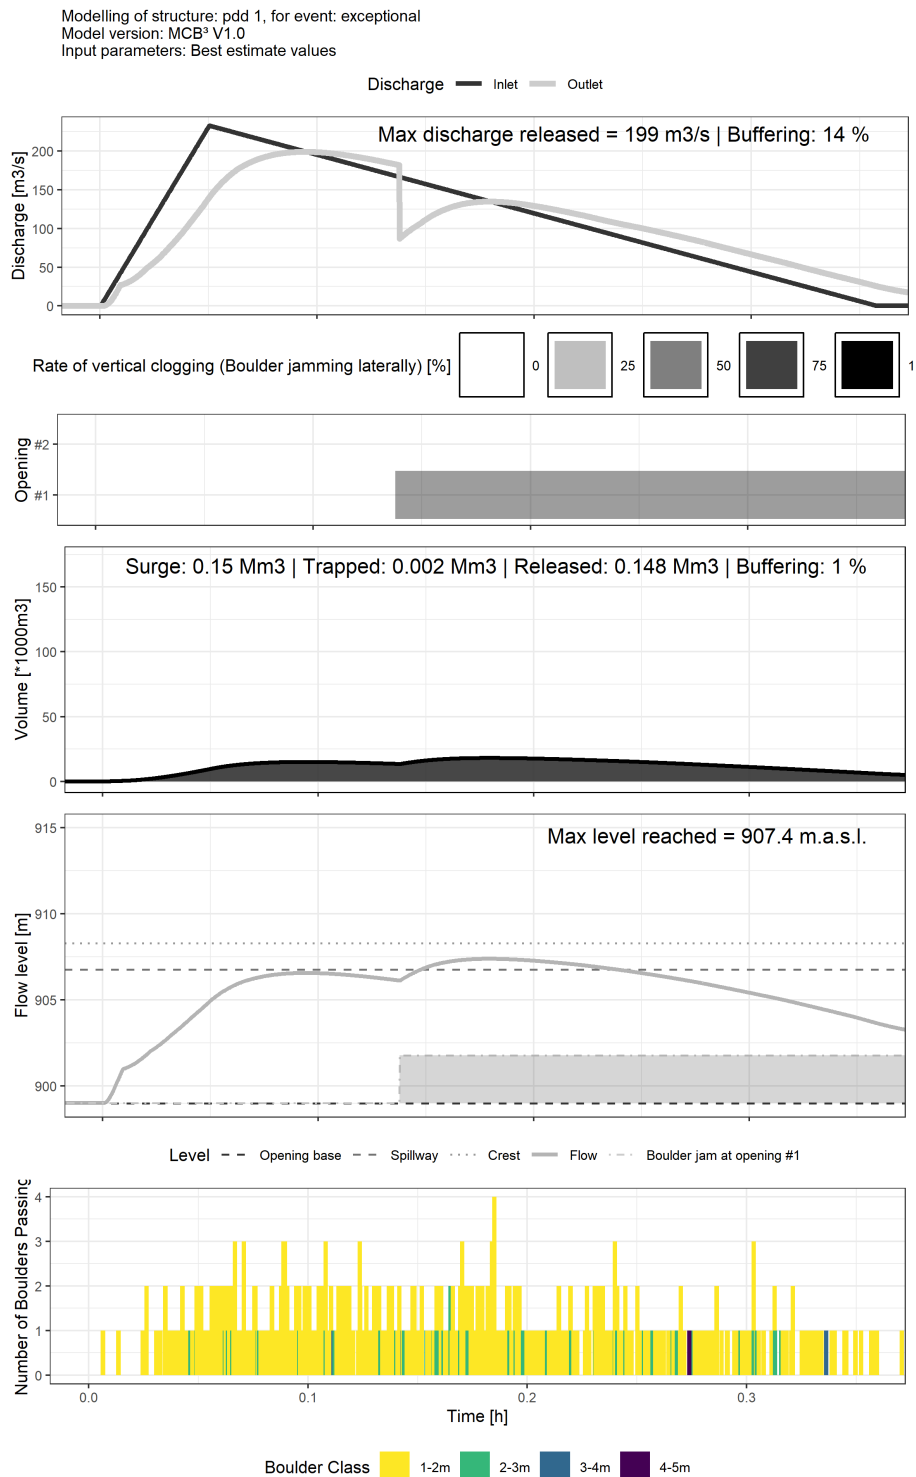 Modelling of structure: pdd 1, for event: exceptional
Model version: MCB³ V1.0
Input parameters: Best estimate values
Discharge Inlet Outlet
Max discharge released = 199 m3/s | Buffering: 14 %
Discharge [m3/s]
200
150
100
50
0
Rate of vertical clogging (Boulder jamming laterally) [%] 0 25 50 75 1
Opening
#2
#1
Surge: 0.15 Mm3 | Trapped: 0.002 Mm3 | Released: 0.148 Mm3 | Buffering: 1 %
Volume [*1000m3]
150
100
50
0
Max level reached = 907.4 m.a.s.l.
Flow level [m]
915
910
905
900
Level Opening base Spillway Crest Flow Boulder jam at opening #1
Number of Boulders Passing
4
3
2
1
0
0.0 0.1 0.2 0.3
Time [h]
Boulder Class 1-2m 2-3m 3-4m 4-5m